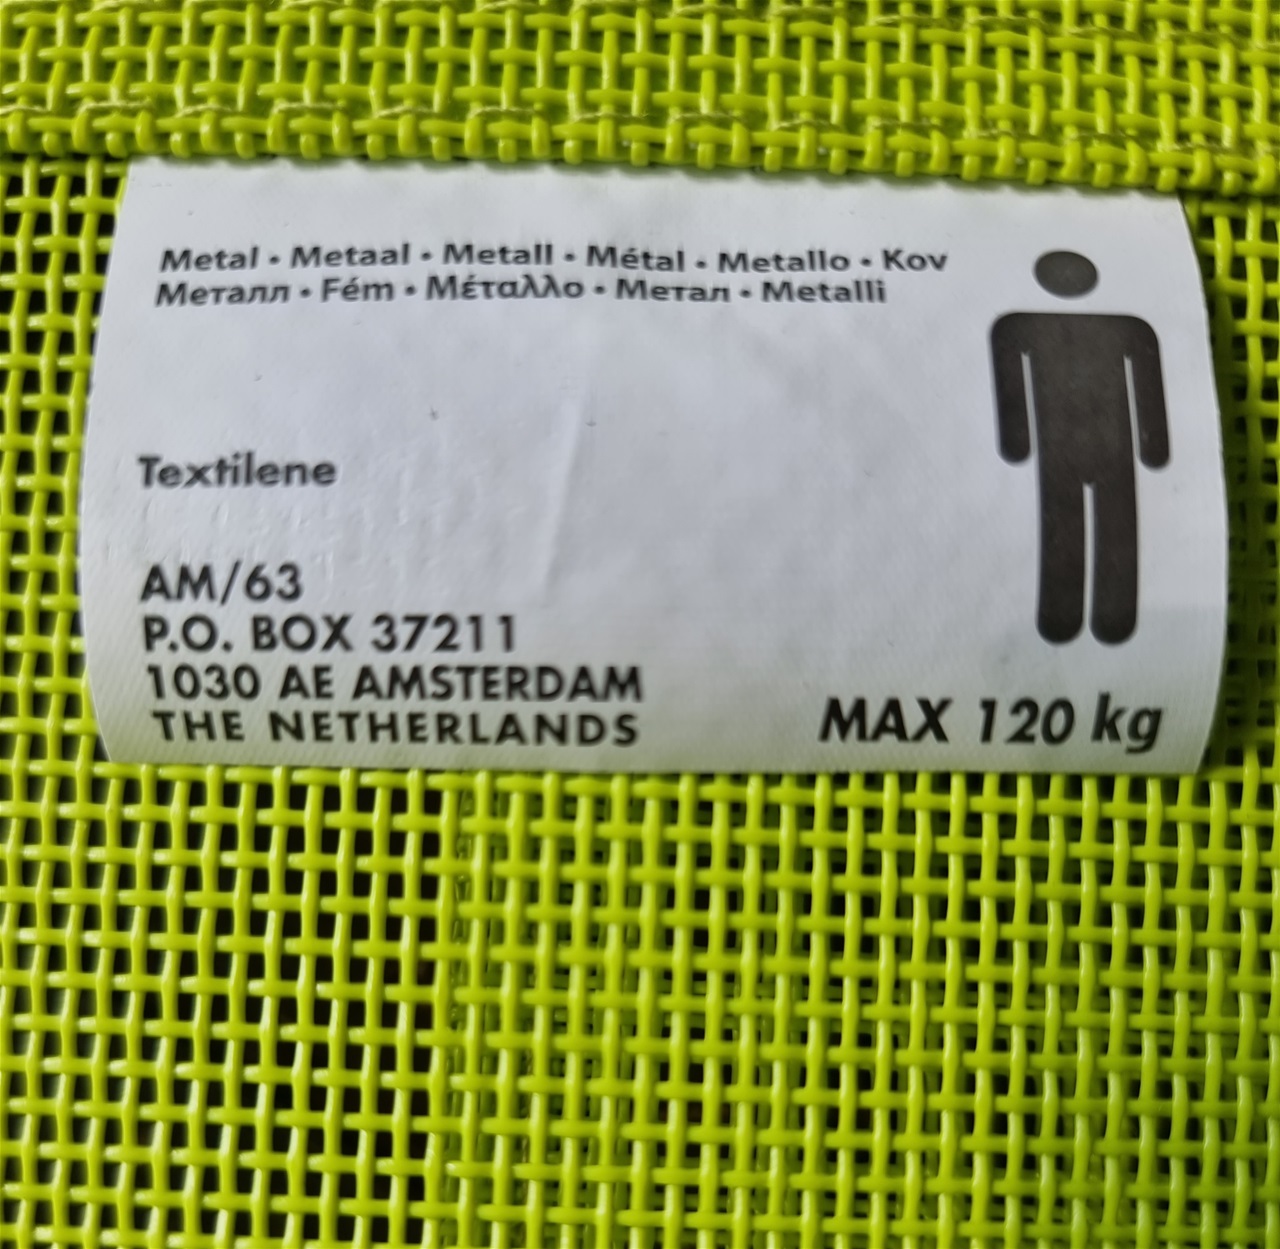 Metal • Metaal • Metall • Métal • Metallo • Kov
Металл • Fém • Μέταλλο • Метал • Metalli
Textilene
AM/63
P.O. BOX 37211
1030 AE AMSTERDAM
THE NETHERLANDS
MAX 120 kg